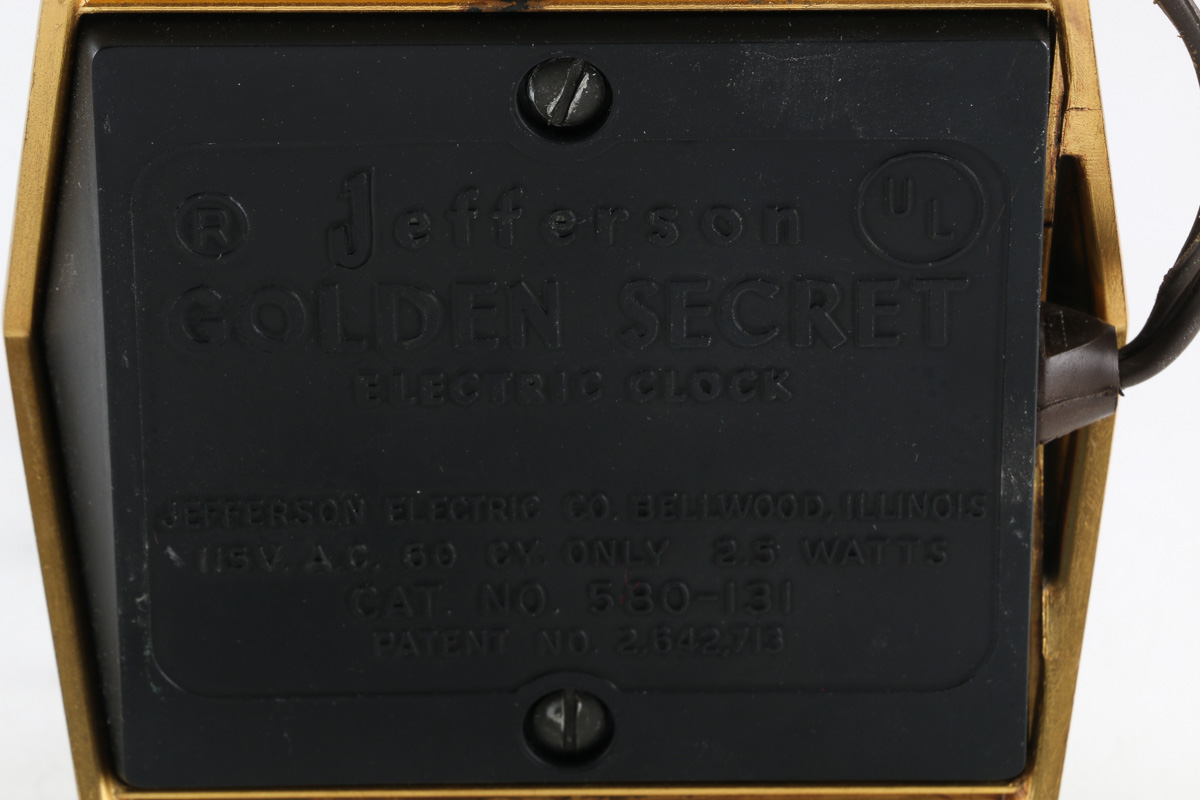 ® Jefferson UL
GOLDEN SECRET
ELECTRIC CLOCK
JEFFERSON ELECTRIC CO. BELLWOOD, ILLINOIS
115V. A.C. 60 CY. ONLY 2.5 WATTS
CAT. NO. 580-131
PATENT NO. 2,642,713